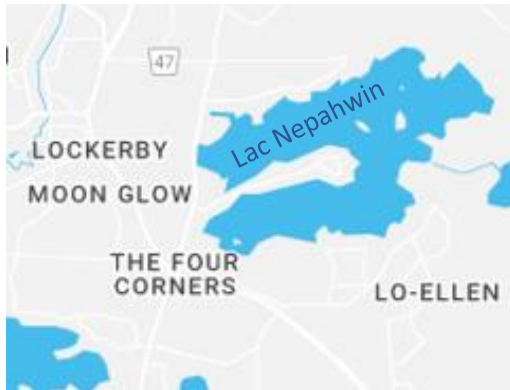 47
Lac Nepahwin
LOCKERBY
MOON GLOW
THE FOUR
CORNERS
LO-ELLEN